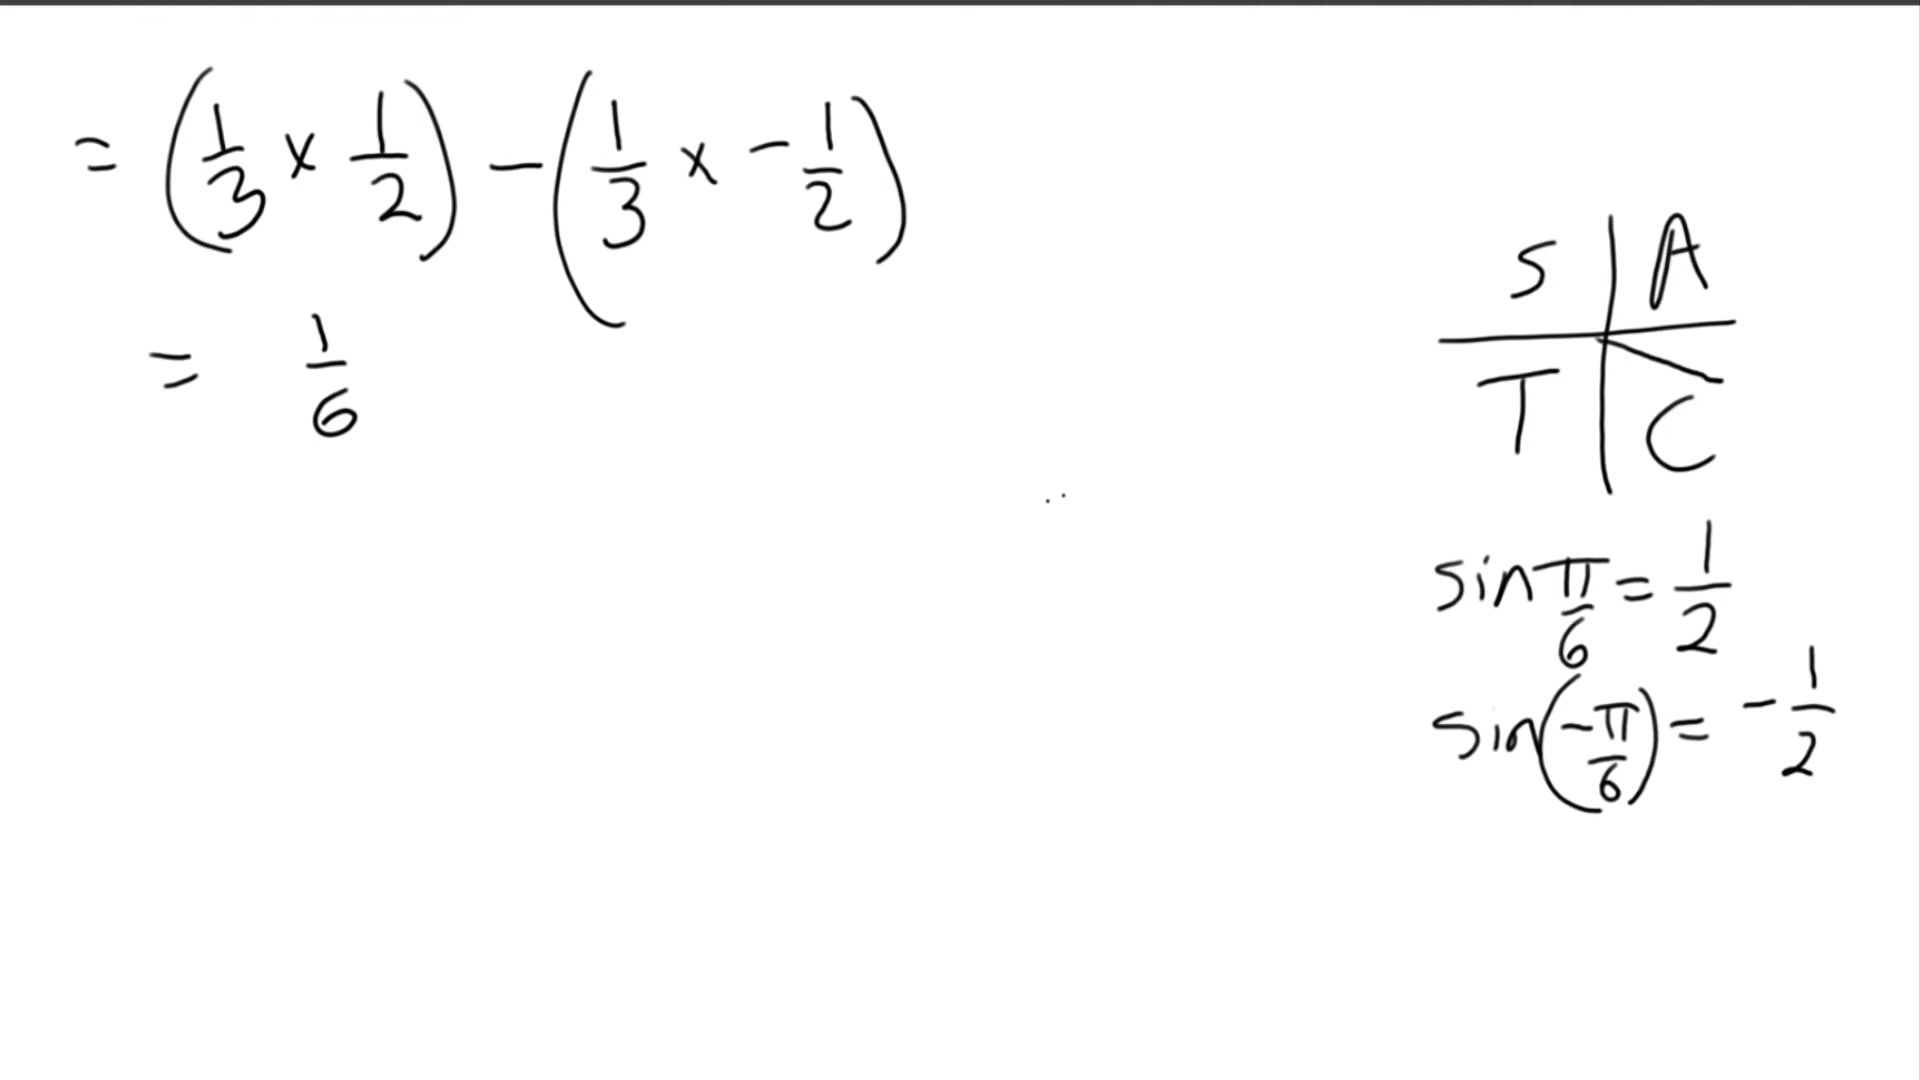 = (1/3 x 1/2) - (1/3 x - 1/2)
= 1/6
S A
T C
sin π/6 = 1/2
sin(-π/6) = - 1/2